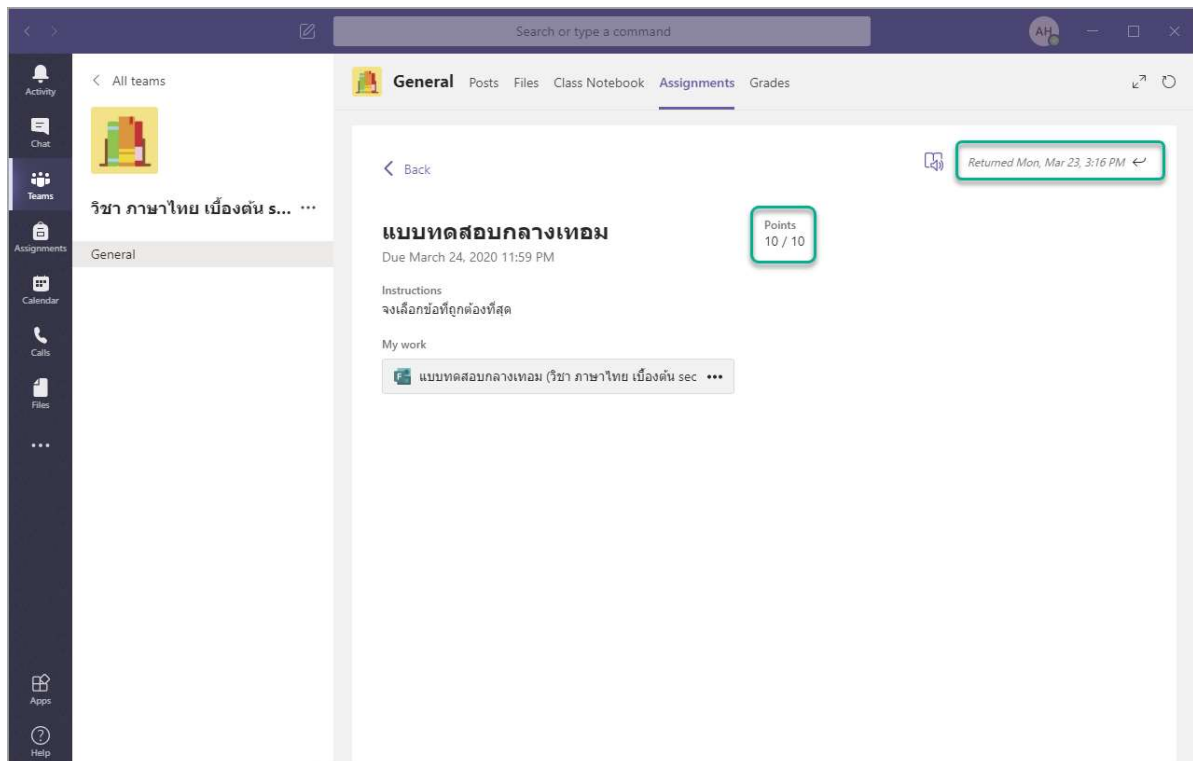 Search or type a command
AH
Activity
Chat
Teams
Assignments
Calendar
Calls
Files
Apps
Help
All teams
วิชา ภาษาไทย เบื้องต้น s... ...
General
General Posts Files Class Notebook Assignments Grades
Back
Returned Mon, Mar 23, 3:16 PM
แบบทดสอบกลางเทอม
Due March 24, 2020 11:59 PM
Points
10 / 10
Instructions
จงเลือกข้อที่ถูกต้องที่สุด
My work
F แบบทดสอบกลางเทอม (วิชา ภาษาไทย เบื้องต้น sec ...